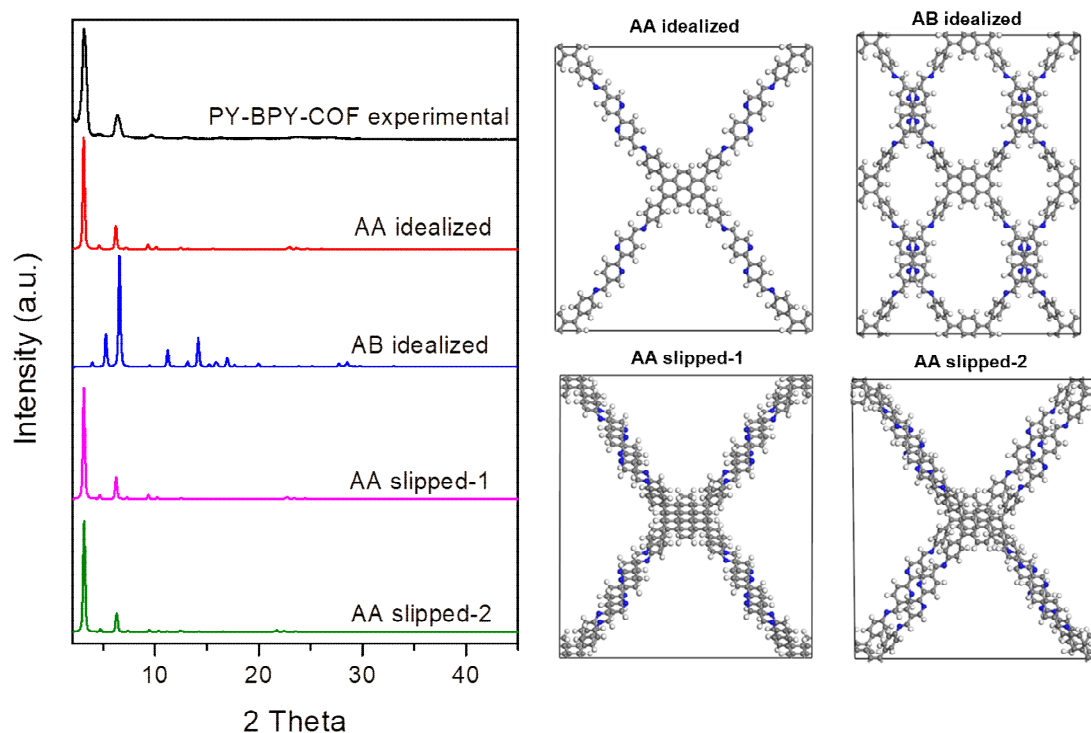 Intensity (a.u.)
PY-BPY-COF experimental
AA idealized
AB idealized
AA slipped-1
AA slipped-2
10
20
30
40
2 Theta
AA idealized
AB idealized
AA slipped-1
AA slipped-2